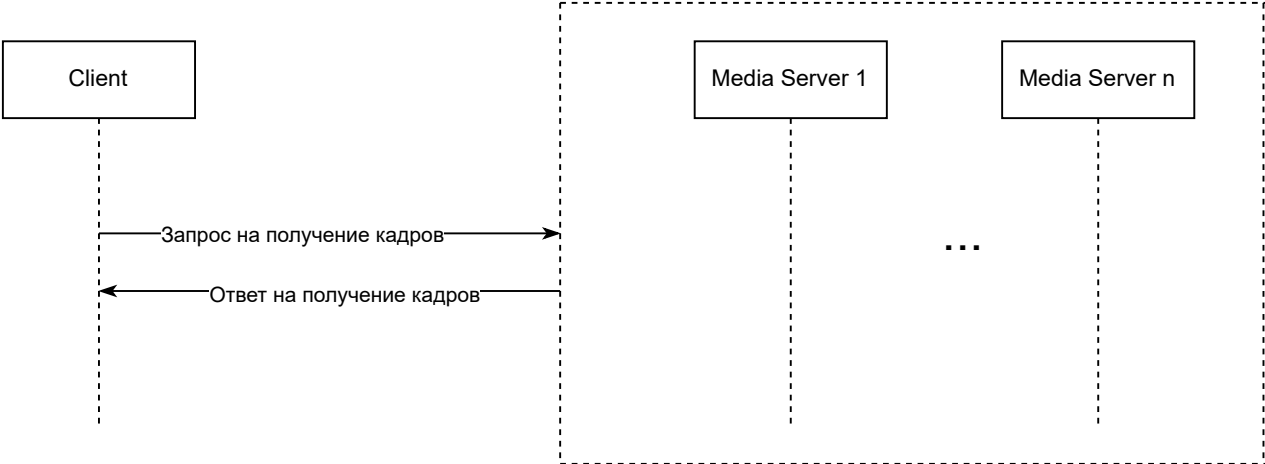 Client
Media Server 1
Media Server n
Запрос на получение кадров
...
Ответ на получение кадров